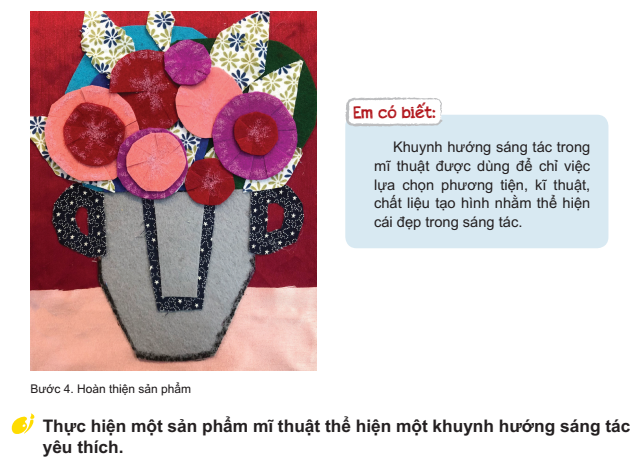 Em có biết:
Khuynh hướng sáng tác trong
mĩ thuật được dùng để chỉ việc
lựa chọn phương tiện, kĩ thuật,
chất liệu tạo hình nhằm thể hiện
cái đẹp trong sáng tác.
Bước 4. Hoàn thiện sản phẩm
Thực hiện một sản phẩm mĩ thuật thể hiện một khuynh hướng sáng tác
yêu thích.